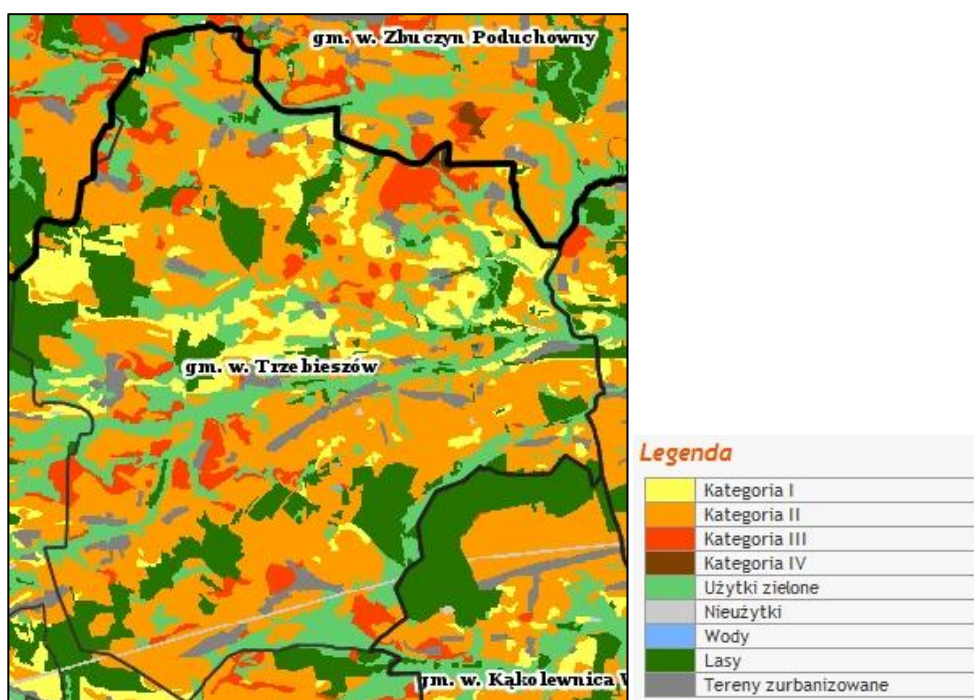 gm. w. Zbuczyn Poduchowny
gm. w. Trzebieszów
gm. w. Kąkolewnica W
Legenda
Kategoria I
Kategoria II
Kategoria III
Kategoria IV
Użytki zielone
Nieużytki
Wody
Lasy
Tereny zurbanizowane